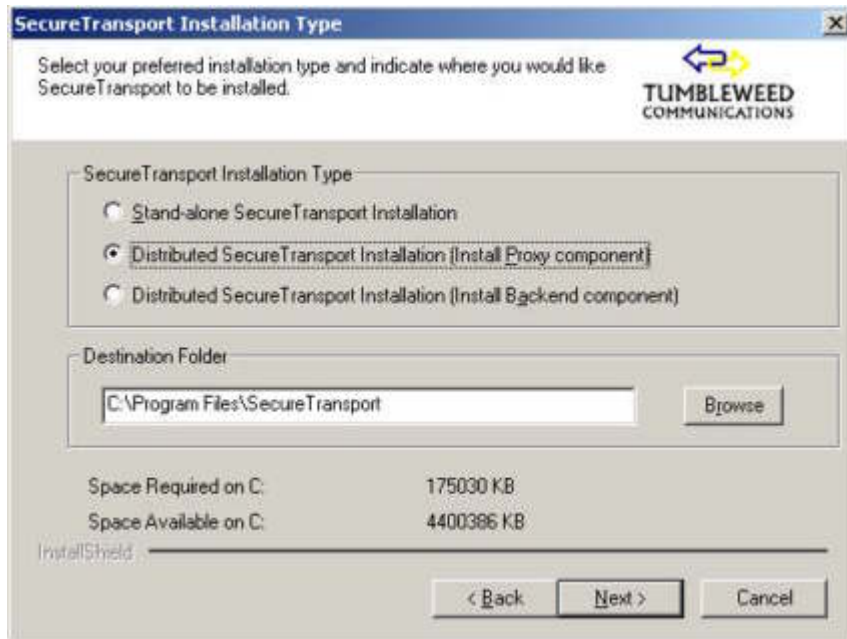 SecureTransport Installation Type
Select your preferred installation type and indicate where you would like
SecureTransport to be installed.
TUMBLEWEED
COMMUNICATIONS
SecureTransport Installation Type
Stand-alone SecureTransport Installation
Distributed SecureTransport Installation (Install Proxy component)
Distributed SecureTransport Installation (Install Backend component)
Destination Folder
C:\Program Files\SecureTransport
Browse
Space Required on C: 175030 KB
Space Available on C: 4400386 KB
InstallShield
< Back Next > Cancel